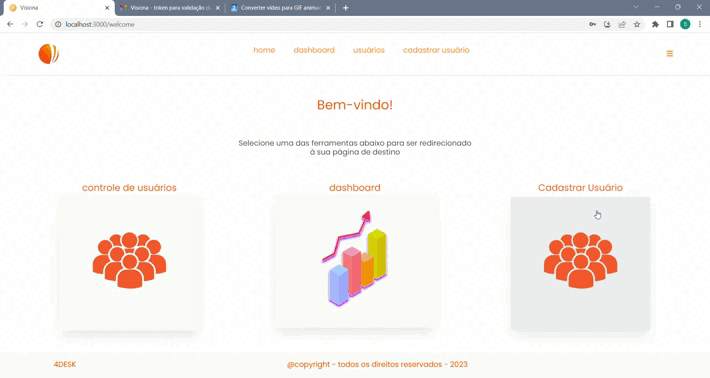 Visiona
Visiona - token para validação d
Converter vídeo para GIF anima
localhost:3000/welcome
S
home dashboard usuários cadastrar usuário
Bem-vindo!
Selecione uma das ferramentas abaixo para ser redirecionado
à sua página de destino
controle de usuários dashboard Cadastrar Usuário
4DESK @copyright - todos os direitos reservados - 2023